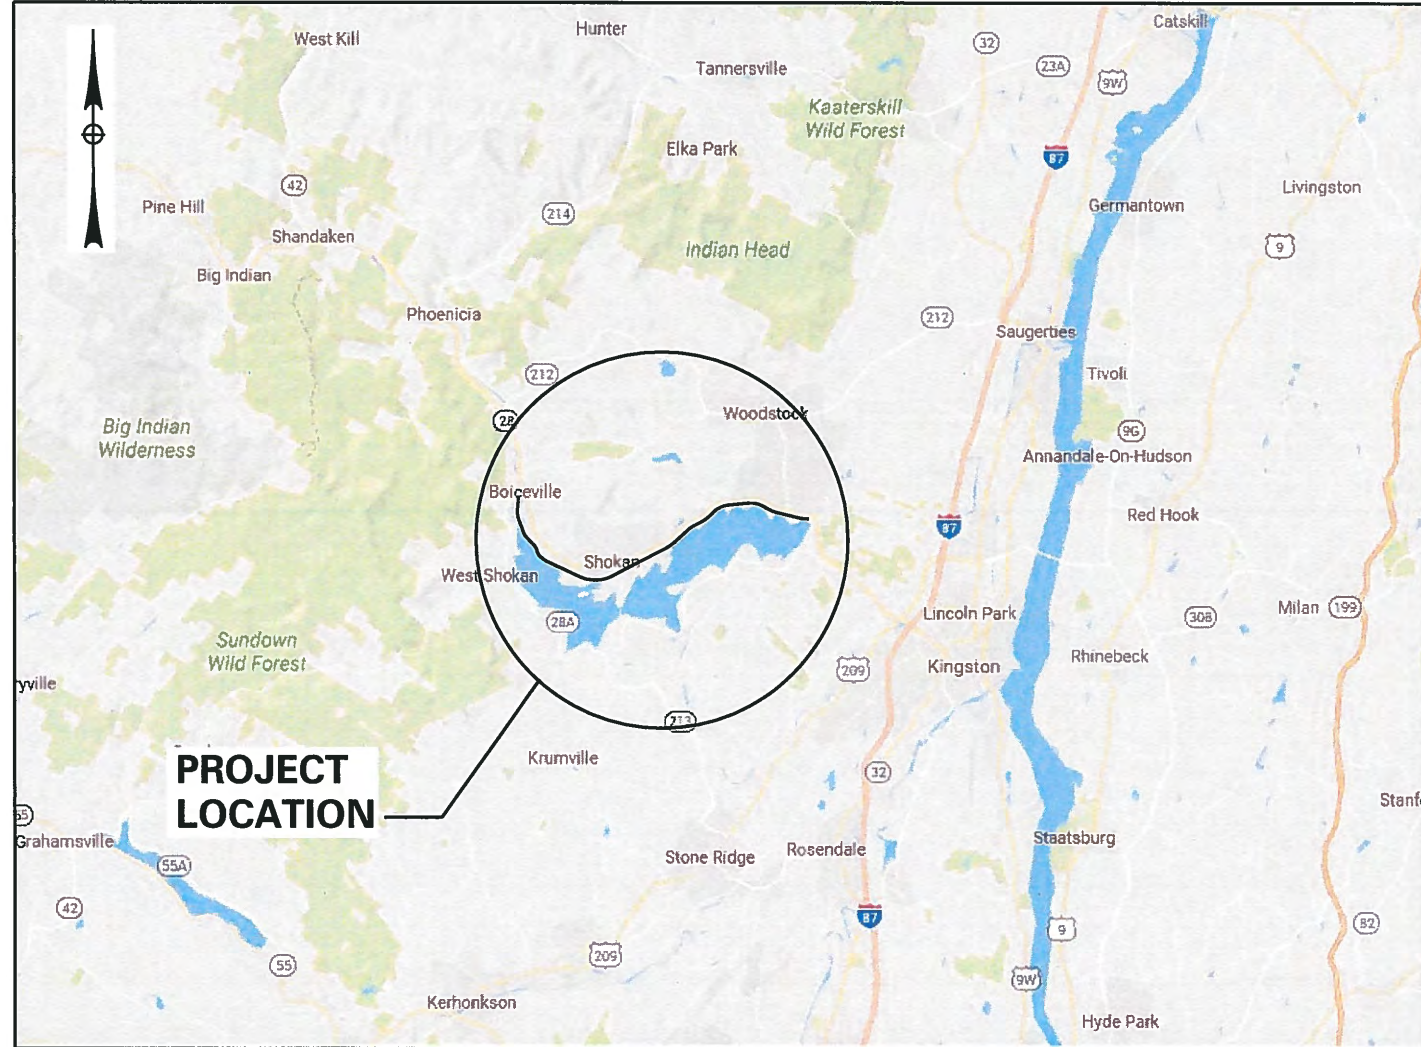 Catskill
Hunter
West Kill
32
23A
Tannersville
9W
Kaaterskill
Wild Forest
Elka Park
87
42
Livingston
Pine Hill
214
Germantown
Shandaken
9
Indian Head
Big Indian
Phoenicia
212
Saugerties
212
Tivoli
Woodstock
28
Big Indian
Wilderness
9G
Annandale-On-Hudson
Boiceville
Red Hook
87
Shokan
West Shokan
28A
Lincoln Park
308
Milan
199
Sundown
Wild Forest
Rhinebeck
Kingston
209
yville
213
Krumville
PROJECT
LOCATION
32
Stanf
55
Grahamsville
Staatsburg
Rosendale
Stone Ridge
55A
42
87
82
9
209
55
9W
Kerhonkson
Hyde Park